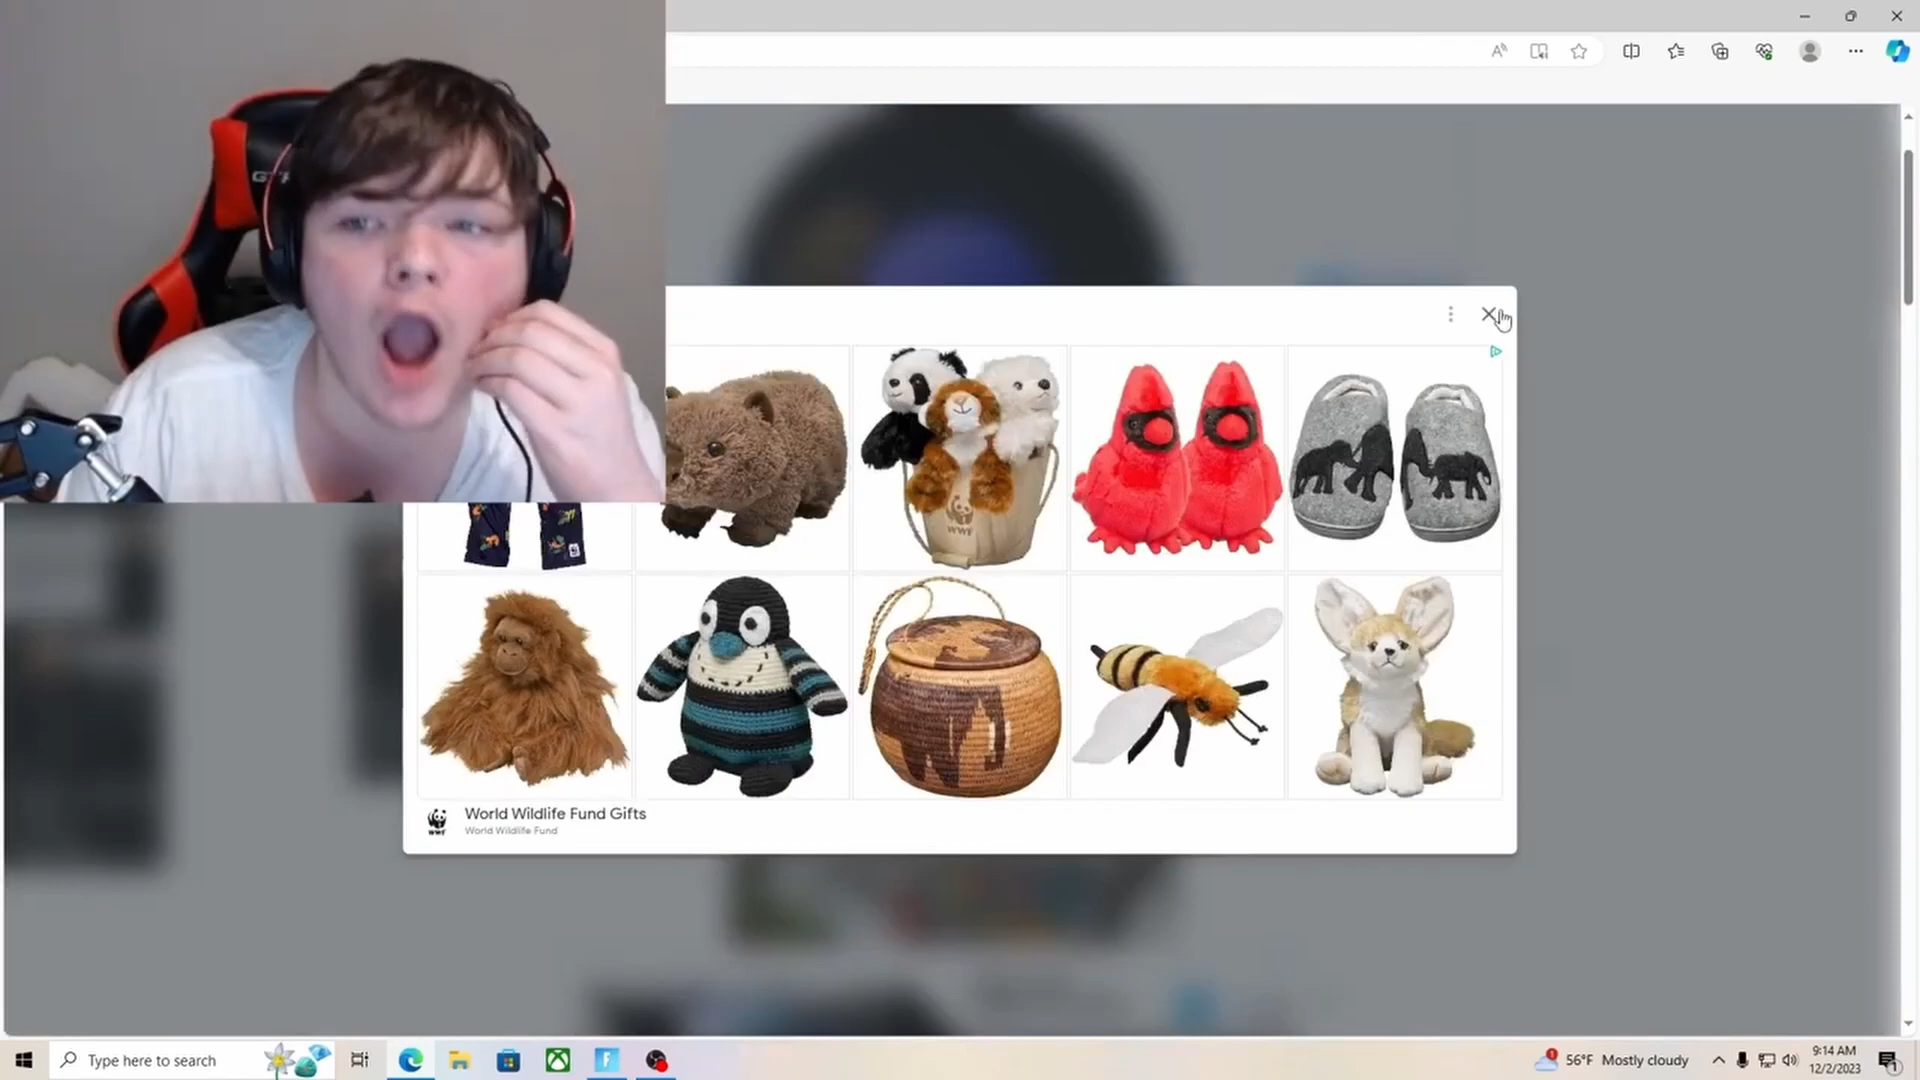 WWF
World Wildlife Fund Gifts
World Wildlife Fund
WWF
Type here to search
56°F Mostly cloudy
9:14 AM
12/2/2023